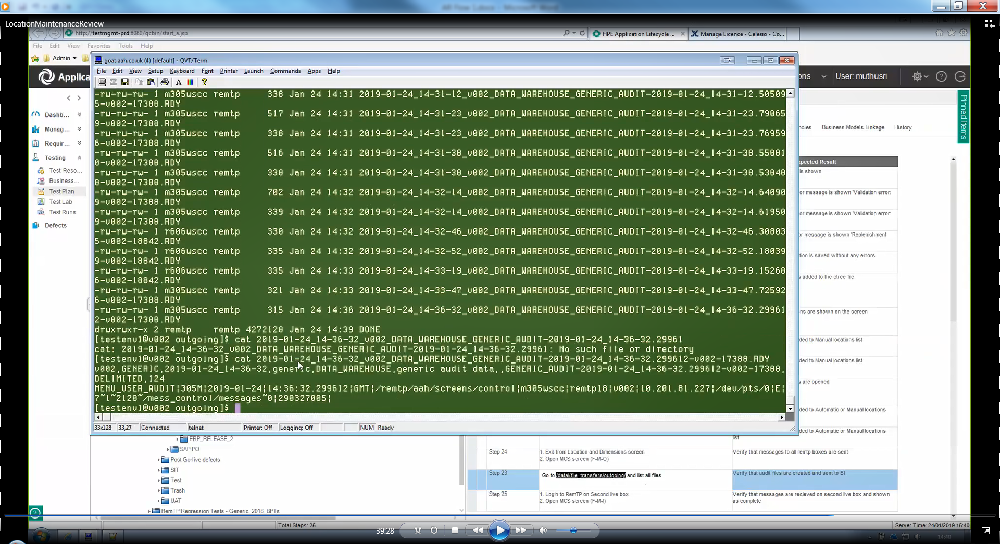 LocationMaintenanceReview
http://testmgmt-prd:8080/qcbin/start_a.jsp
HPE Application Lifecycle ...
Manage Licence - Celesio - Co...
File Edit View Favorites Tools Help
Admin
goat.aah.co.uk (4) [default] - QVT/Term
File Edit View Setup Keyboard Font Printer Launch Commands Apps Help
Applica
ons
User: muthusri
-rw-rw-rw- 1 m305wscc remtp 338 Jan 24 14:31 2019-01-24_14-31-12_v002_DATA_WAREHOUSE_GENERIC_AUDIT-2019-01-24_14-31-12.50509
5-v002-17388.RDY
-rw-rw-rw- 1 m305wscc remtp 517 Jan 24 14:31 2019-01-24_14-31-23_v002_DATA_WAREHOUSE_GENERIC_AUDIT-2019-01-24_14-31-23.79065
9-v002-17388.RDY
-rw-rw-rw- 1 m305wscc remtp 338 Jan 24 14:31 2019-01-24_14-31-23_v002_DATA_WAREHOUSE_GENERIC_AUDIT-2019-01-24_14-31-23.76959
6-v002-17388.RDY
-rw-rw-rw- 1 m305wscc remtp 516 Jan 24 14:31 2019-01-24_14-31-38_v002_DATA_WAREHOUSE_GENERIC_AUDIT-2019-01-24_14-31-38.55881
0-v002-17388.RDY
-rw-rw-rw- 1 m305wscc remtp 338 Jan 24 14:31 2019-01-24_14-31-38_v002_DATA_WAREHOUSE_GENERIC_AUDIT-2019-01-24_14-31-38.53848
8-v002-17388.RDY
-rw-rw-rw- 1 m305wscc remtp 702 Jan 24 14:32 2019-01-24_14-32-14_v002_DATA_WAREHOUSE_GENERIC_AUDIT-2019-01-24_14-32-14.64090
9-v002-17388.RDY
-rw-rw-rw- 1 m305wscc remtp 339 Jan 24 14:32 2019-01-24_14-32-14_v002_DATA_WAREHOUSE_GENERIC_AUDIT-2019-01-24_14-32-14.61950
9-v002-17388.RDY
-rw-rw-rw- 1 r606wscc remtp 330 Jan 24 14:32 2019-01-24_14-32-46_v002_DATA_WAREHOUSE_GENERIC_AUDIT-2019-01-24_14-32-46.30803
5-v002-18842.RDY
-rw-rw-rw- 1 r606wscc remtp 335 Jan 24 14:32 2019-01-24_14-32-52_v002_DATA_WAREHOUSE_GENERIC_AUDIT-2019-01-24_14-32-52.18039
9-v002-18842.RDY
-rw-rw-rw- 1 r606wscc remtp 335 Jan 24 14:33 2019-01-24_14-33-19_v002_DATA_WAREHOUSE_GENERIC_AUDIT-2019-01-24_14-33-19.15268
6-v002-18842.RDY
-rw-rw-rw- 1 m305wscc remtp 321 Jan 24 14:33 2019-01-24_14-33-47_v002_DATA_WAREHOUSE_GENERIC_AUDIT-2019-01-24_14-33-47.72592
6-v002-17388.RDY
-rw-rw-rw- 1 m305wscc remtp 315 Jan 24 14:36 2019-01-24_14-36-32_v002_DATA_WAREHOUSE_GENERIC_AUDIT-2019-01-24_14-36-32.29961
2-v002-17388.RDY
drwxrwxr-x 2 remtp remtp 4272128 Jan 24 14:39 DONE
[testenv1@v002 outgoing]$ cat 2019-01-24_14-36-32_v002_DATA_WAREHOUSE_GENERIC_AUDIT-2019-01-24_14-36-32.29961
cat: 2019-01-24_14-36-32_v002_DATA_WAREHOUSE_GENERIC_AUDIT-2019-01-24_14-36-32.29961: No such file or directory
[testenv1@v002 outgoing]$ cat 2019-01-24_14-36-32_v002_DATA_WAREHOUSE_GENERIC_AUDIT-2019-01-24_14-36-32.299612-v002-17388.RDY
v002,GENERIC,2019-01-24_14-36-32,generic,DATA_WAREHOUSE,generic audit data,,GENERIC_AUDIT-2019-01-24_14-36-32.299612-v002-17388,
DELIMITED,124
MENU_USER_AUDIT|305M|2019-01-24|14:36:32.299612|GMT|/remtp/aah/screens/control|m305wscc|remtp18|v002|10.201.81.227|/dev/pts/0|E|
7~1~2120~/mess_control/messages~0|290327005|
[testenv1@v002 outgoing]$
33x128 33,27 Connected telnet Printer: Off Logging: Off NUM Ready
Dashb...
Manag...
Requir...
Testing
Test Reso...
Business...
Test Plan
Test Lab
Test Runs
Defects
Pinned Items
cies Business Models Linkage History
xpected Result
is shown
or message is shown 'Validation error:
or message is shown 'Validation error:
or message is shown 'Replenishment
tion is saved without any errors
s added to the ctree file
ns are shown on the screen
ded to Manual locations list
ded to Manual locations list
s are opened
ded to Automatic or Manual locations
ded to Automatic or Manual locations
list
ERP_RELEASE_2
SAP PO
Post Go-live defects
SIT
Test
Trash
UAT
RemTP Regression Tests - Generic 2018 BPTs
Step 24 1. Exit from Location and Dimensions screen Verify that messages to all remtp boxes are sent
2. Open MCS screen (F-M-O)
Step 23 Go to /data/file_transfers/outgoing/ and list all files Verify that audit files are created and sent to BI
.
Step 25 1. Login to RemTP on Second live box Verify that messages are recieved on second live box and shown
2. Open MCS screen (F-M-I) as complete
Total Steps: 25
Server Time: 24/01/2019 15:40
39:28
14:40